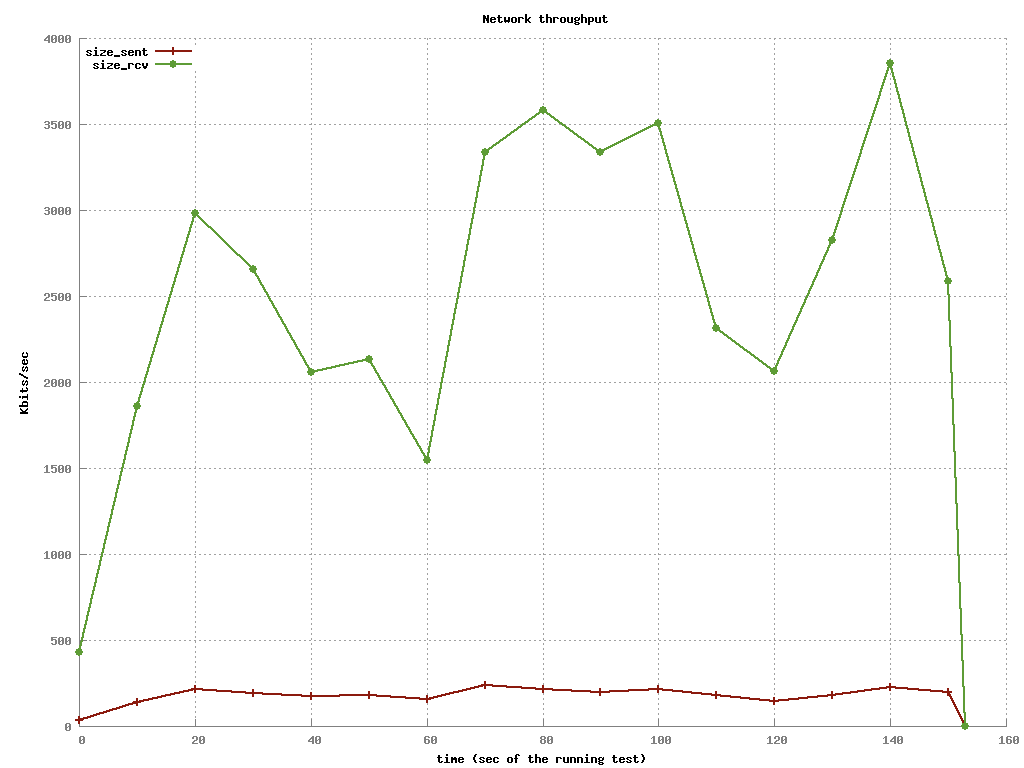 Network throughput
size_sent
size_rcv
4000
3500
3000
2500
2000
1500
1000
500
0
Kbits/sec
0 20 40 60 80 100 120 140 160
time (sec of the running test)